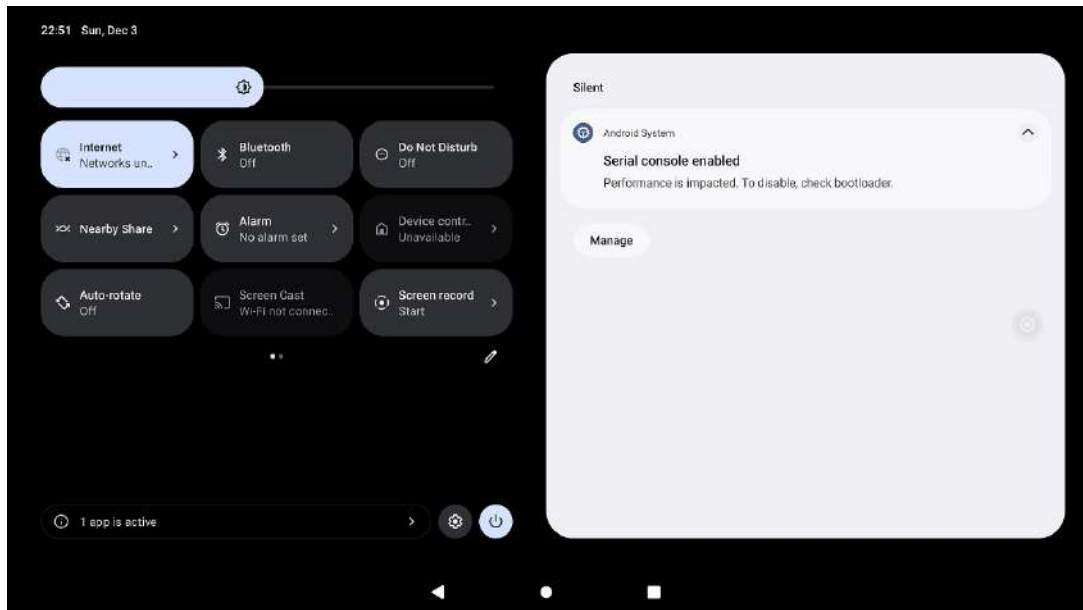 22:51 Sun, Dec 3
Internet
Networks un..
Bluetooth
Off
Do Not Disturb
Off
Nearby Share
Alarm
No alarm set
Device contr..
Unavailable
Auto-rotate
Off
Screen Cast
Wi-Fi not connec..
Screen record
Start
1 app is active
Silent
Android System
Serial console enabled
Performance is impacted. To disable, check bootloader.
Manage